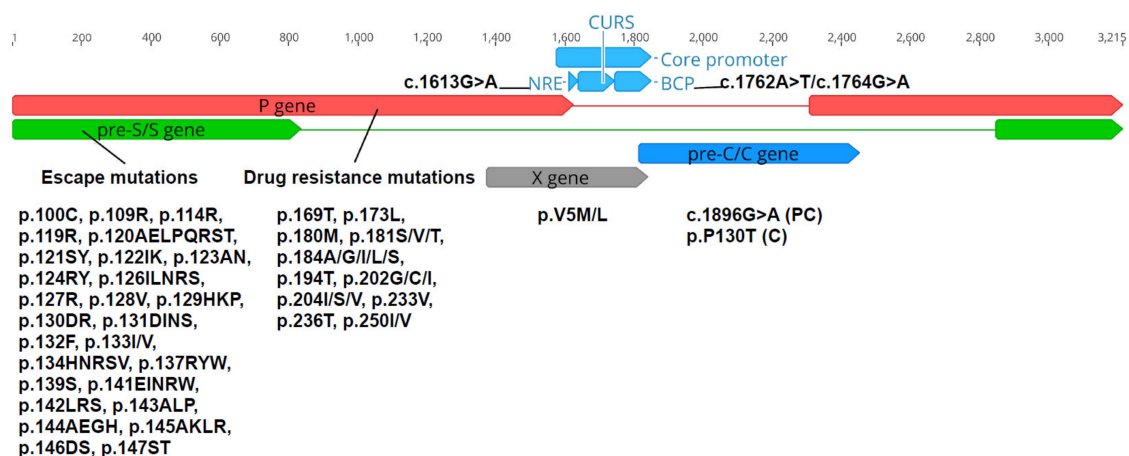 CURS
1 200 400 600 800 1,000 1,200 1,400 1,600 1,800 2,000 2,200 2,400 2,600 2,800 3,000 3,215
Core promoter
c.1613G>A NRE BCP c.1762A>T/c.1764G>A
P gene
pre-S/S gene
pre-C/C gene
Escape mutations Drug resistance mutations X gene
p.100C, p.109R, p.114R,
p.119R, p.120AELPQRST,
p.121SY, p.122IK, p.123AN,
p.124RY, p.126ILNRS,
p.127R, p.128V, p.129HKP,
p.130DR, p.131DINS,
p.132F, p.133I/V,
p.134HNRSV, p.137RYW,
p.139S, p.141EINRW,
p.142LRS, p.143ALP,
p.144AEGH, p.145AKLR,
p.146DS, p.147ST
p.169T, p.173L,
p.180M, p.181S/V/T,
p.184A/G/I/L/S,
p.194T, p.202G/C/I,
p.204I/S/V, p.233V,
p.236T, p.250I/V
p.V5M/L
c.1896G>A (PC)
p.P130T (C)